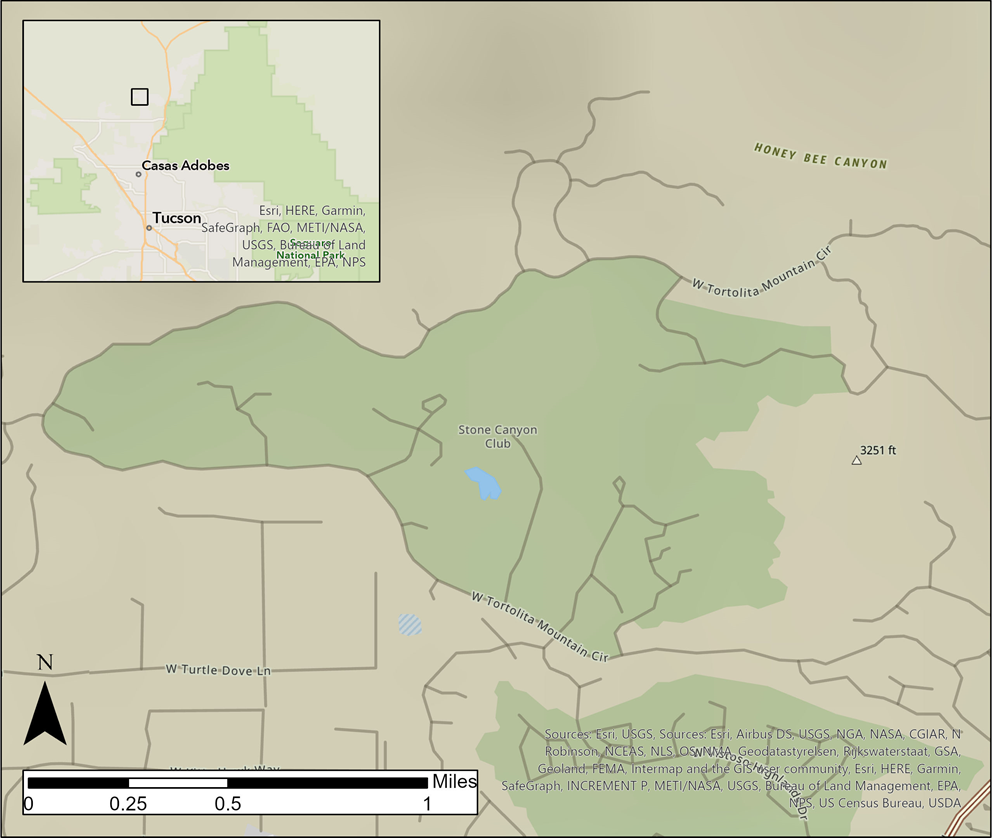 Casas Adobes
Tucson
Esri, HERE, Garmin,
SafeGraph, FAO, METI/NASA,
USGS, Bureau of Land
Management, EPA, NPS
National Park
HONEY BEE CANYON
W Tortolita Mountain Cir
Stone Canyon
Club
3251 ft
W Tortolita Mountain Cir
W Turtle Dove Ln
N
Sources: Esri, USGS, Sources: Esri, Airbus DS, USGS, NGA, NASA, CGIAR, N
Robinson, NCEAS, NLS, OS, NMA, Geodatastyrelsen, Rijkswaterstaat, GSA,
Geoland, FEMA, Intermap and the GIS user community, Esri, HERE, Garmin,
SafeGraph, INCREMENT P, METI/NASA, USGS, Bureau of Land Management, EPA,
NPS, US Census Bureau, USDA
Dr
Way
Miles
0 0.25 0.5 1